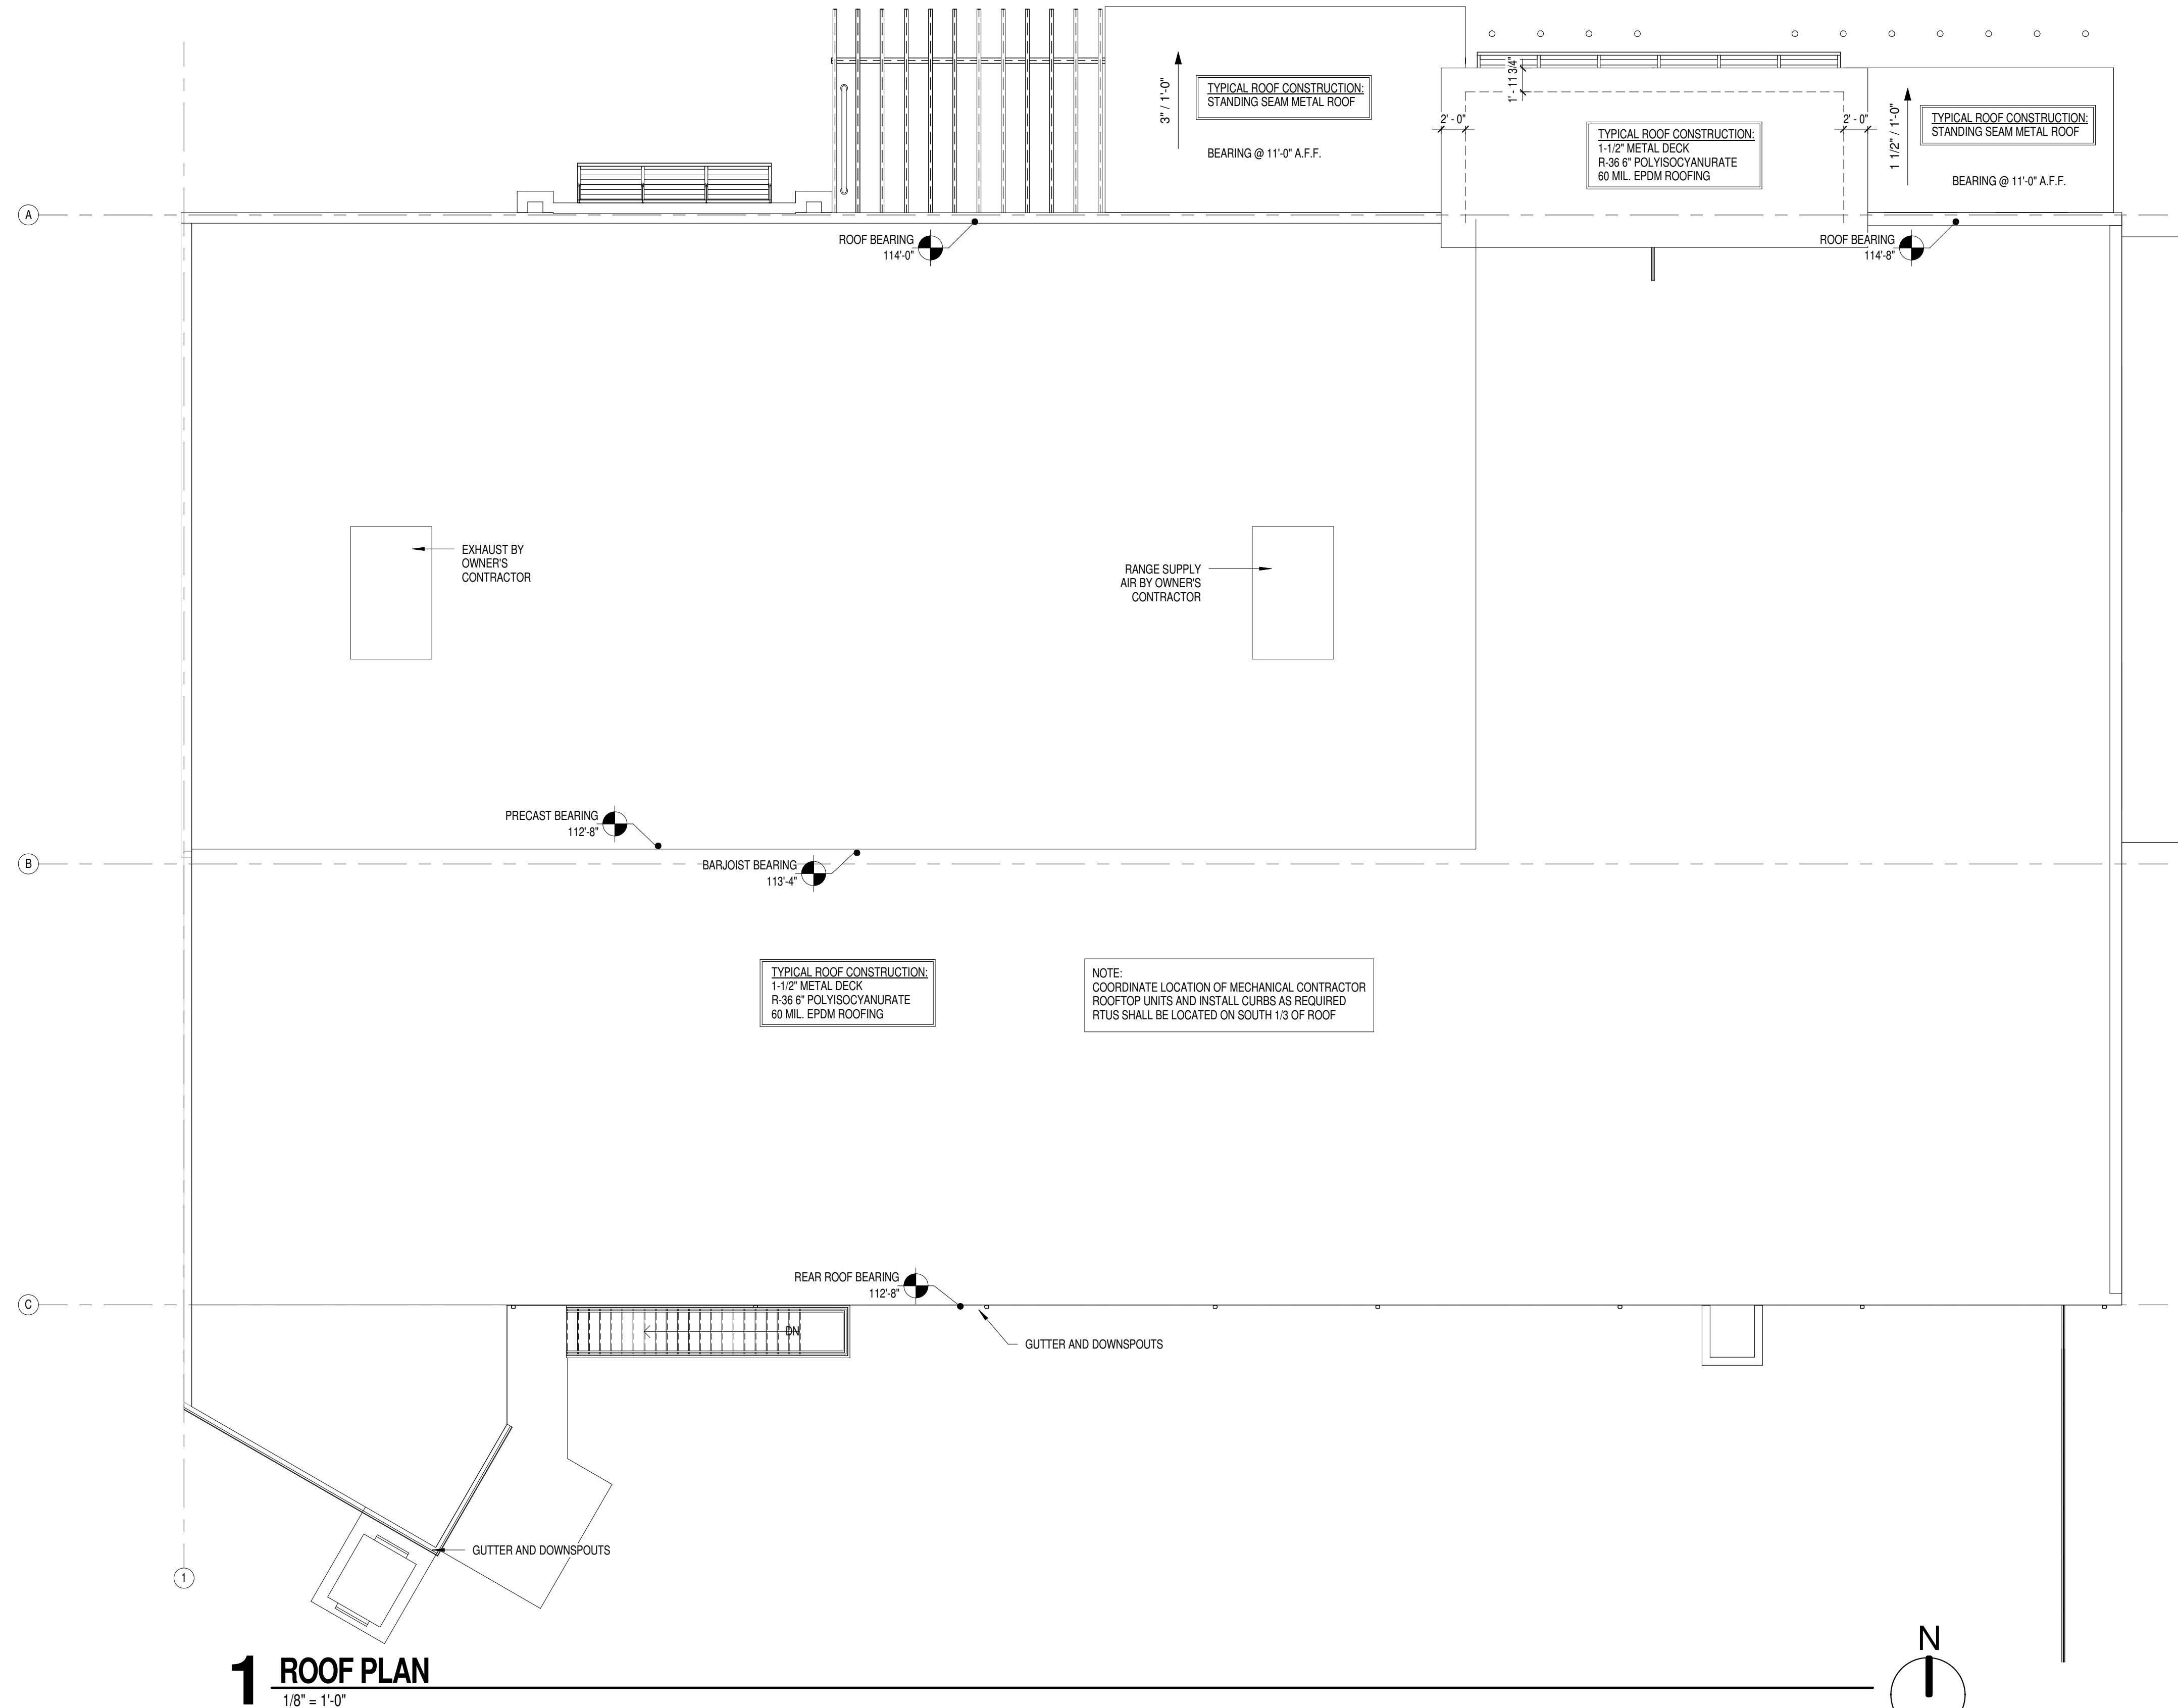 3" / 1'-0"
TYPICAL ROOF CONSTRUCTION:
STANDING SEAM METAL ROOF
BEARING @ 11'-0" A.F.F.
1' - 11 3/4"
2' - 0"
TYPICAL ROOF CONSTRUCTION:
1-1/2" METAL DECK
R-36 6" POLYISOCYANURATE
60 MIL. EPDM ROOFING
2' - 0"
1 1/2" / 1'-0"
TYPICAL ROOF CONSTRUCTION:
STANDING SEAM METAL ROOF
BEARING @ 11'-0" A.F.F.
A
ROOF BEARING
114'-0"
ROOF BEARING
114'-8"
EXHAUST BY
OWNER'S
CONTRACTOR
RANGE SUPPLY
AIR BY OWNER'S
CONTRACTOR
PRECAST BEARING
112'-8"
B
BARJOIST BEARING
113'-4"
TYPICAL ROOF CONSTRUCTION:
1-1/2" METAL DECK
R-36 6" POLYISOCYANURATE
60 MIL. EPDM ROOFING
NOTE:
COORDINATE LOCATION OF MECHANICAL CONTRACTOR
ROOFTOP UNITS AND INSTALL CURBS AS REQUIRED
RTUS SHALL BE LOCATED ON SOUTH 1/3 OF ROOF
REAR ROOF BEARING
112'-8"
C
DN
GUTTER AND DOWNSPOUTS
GUTTER AND DOWNSPOUTS
1
N
1 ROOF PLAN
1/8" = 1'-0"